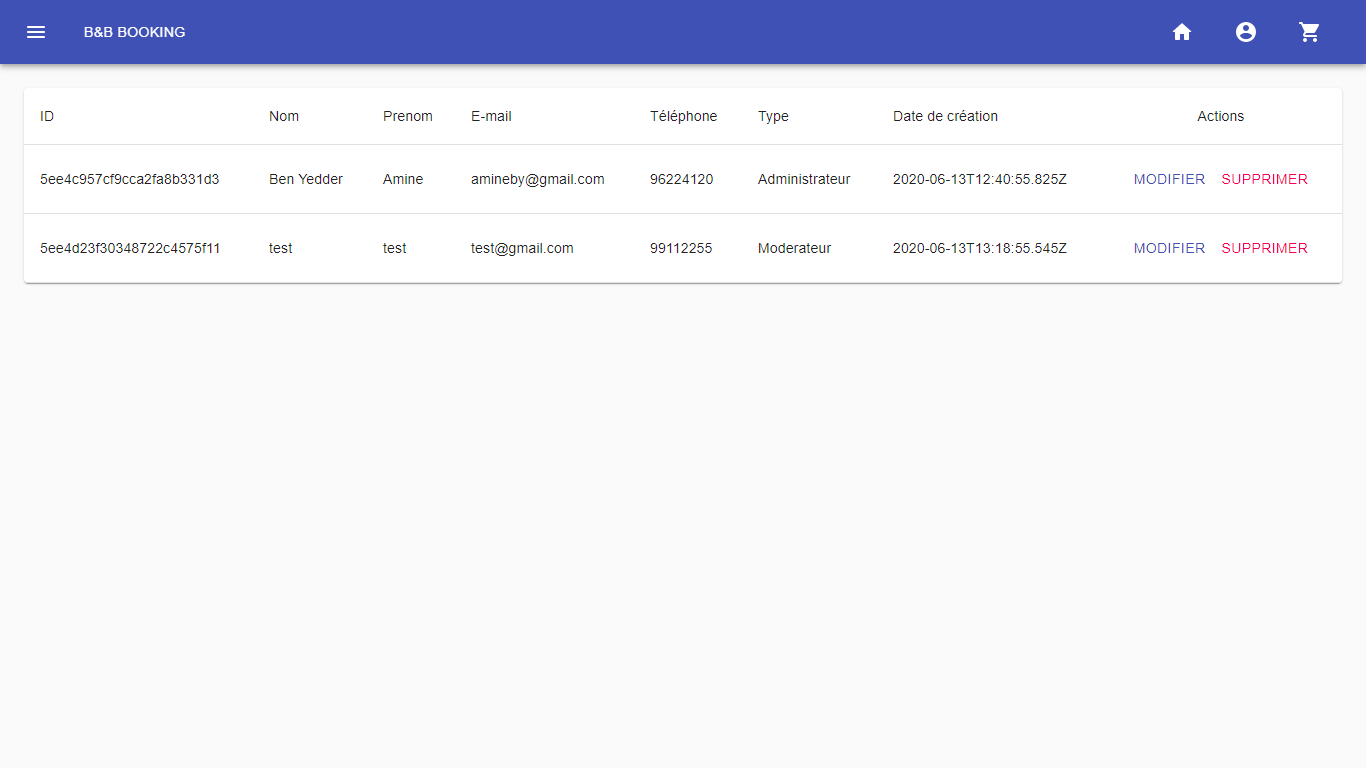 B&B BOOKING
ID Nom Prenom E-mail Téléphone Type Date de création Actions
5ee4c957cf9cca2fa8b331d3 Ben Yedder Amine amineby@gmail.com 96224120 Administrateur 2020-06-13T12:40:55.825Z MODIFIER SUPPRIMER
5ee4d23f30348722c4575f11 test test test@gmail.com 99112255 Moderateur 2020-06-13T13:18:55.545Z MODIFIER SUPPRIMER